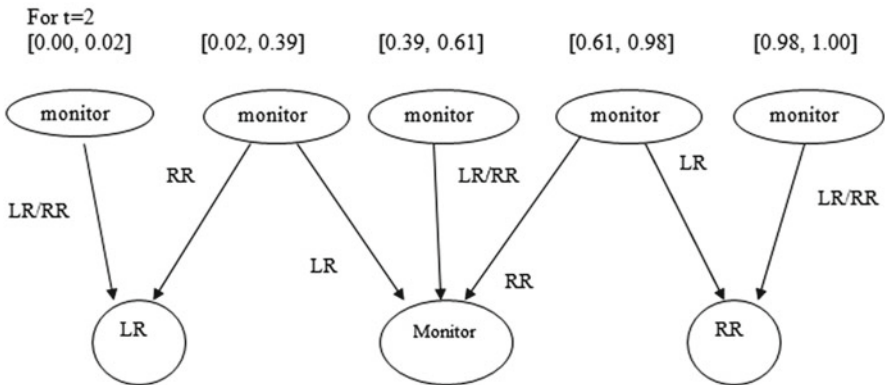 For t=2
[0.00, 0.02] [0.02, 0.39] [0.39, 0.61] [0.61, 0.98] [0.98, 1.00]
monitor monitor monitor monitor monitor
RR LR/RR LR
LR/RR LR/RR
LR RR
LR Monitor RR